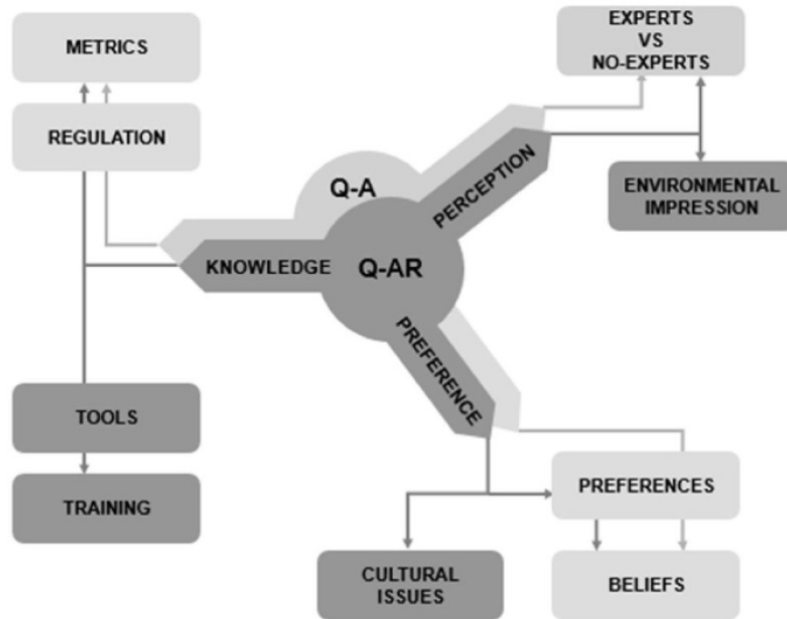 METRICS
REGULATION
EXPERTS
VS
NO-EXPERTS
Q-A
PERCEPTION
ENVIRONMENTAL
IMPRESSION
KNOWLEDGE
Q-AR
PREFERENCE
TOOLS
TRAINING
PREFERENCES
CULTURAL
ISSUES
BELIEFS